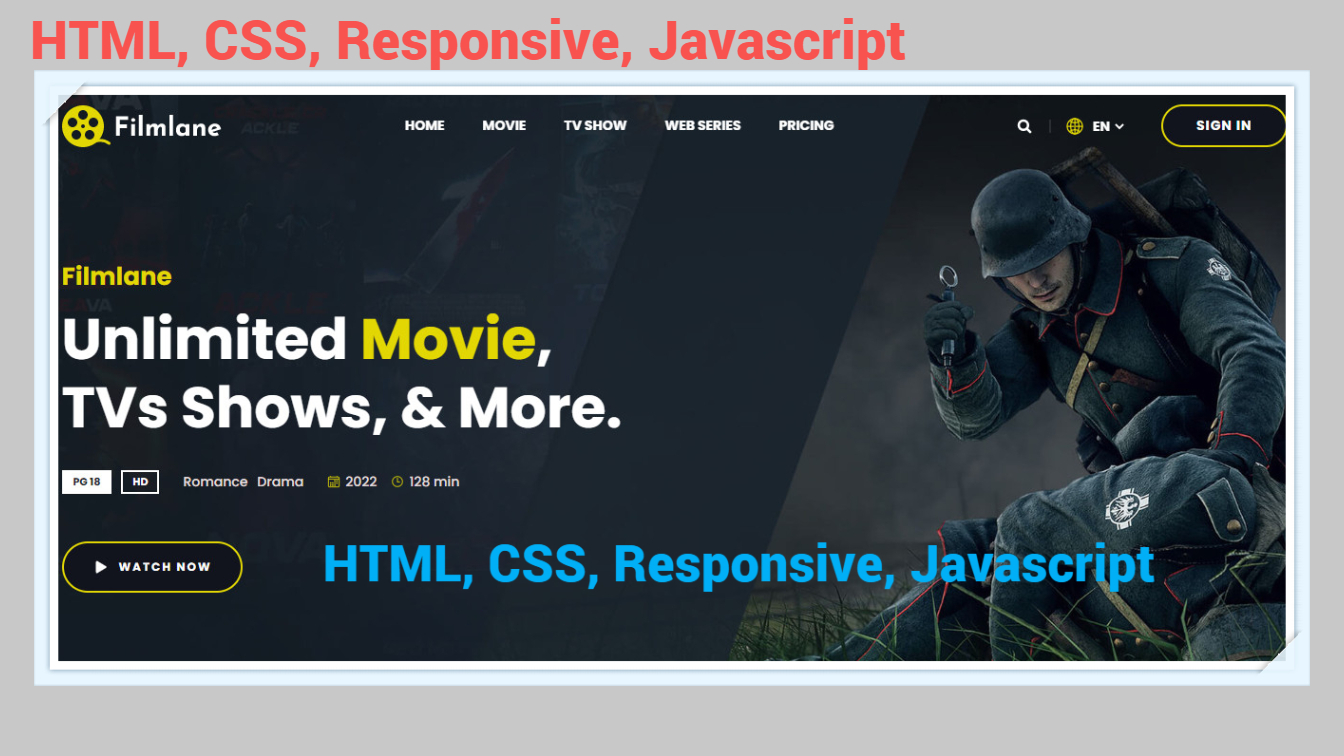 HTML, CSS, Responsive, Javascript
Filmlane
HOME MOVIE TV SHOW WEB SERIES PRICING
EN
SIGN IN
Filmlane
Unlimited Movie,
TVs Shows, & More.
PG 18 HD Romance Drama 2022 128 min
WATCH NOW
HTML, CSS, Responsive, Javascript